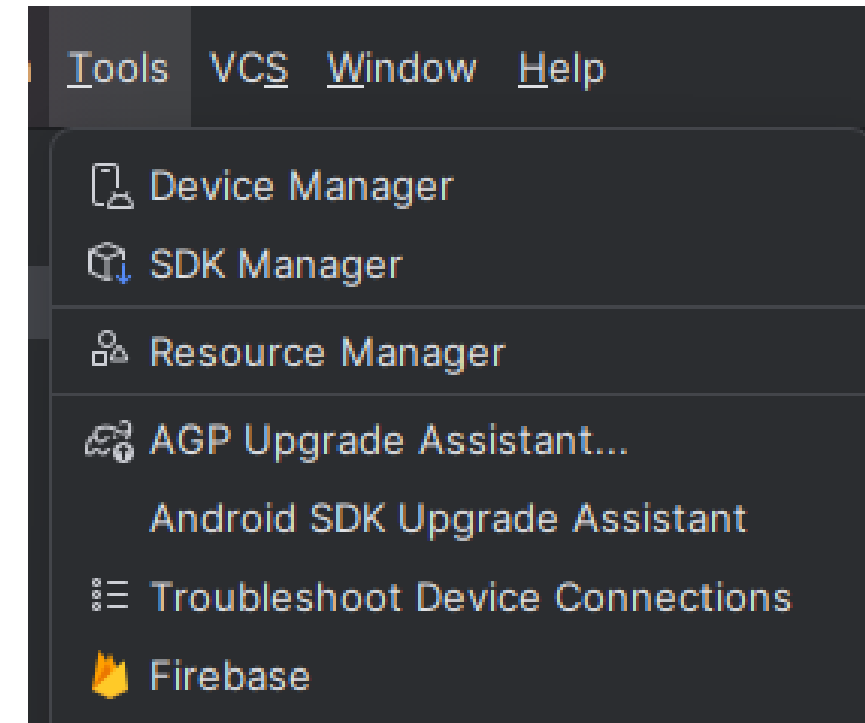 Tools VCS Window Help
Device Manager
SDK Manager
Resource Manager
AGP Upgrade Assistant...
Android SDK Upgrade Assistant
Troubleshoot Device Connections
Firebase